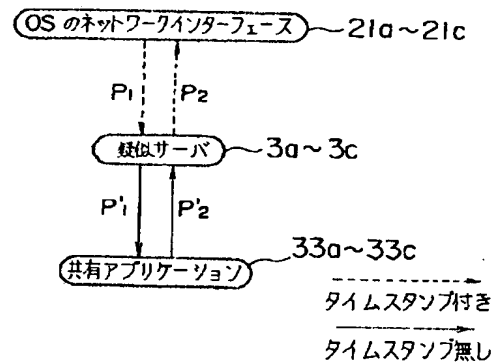 OSのネットワークインターフェース 21a~21c
P1 P2
疑似サーバ 3a~3c
P'1 P'2
共有アプリケーション 33a~33c
タイムスタンプ付き
タイムスタンプ無し